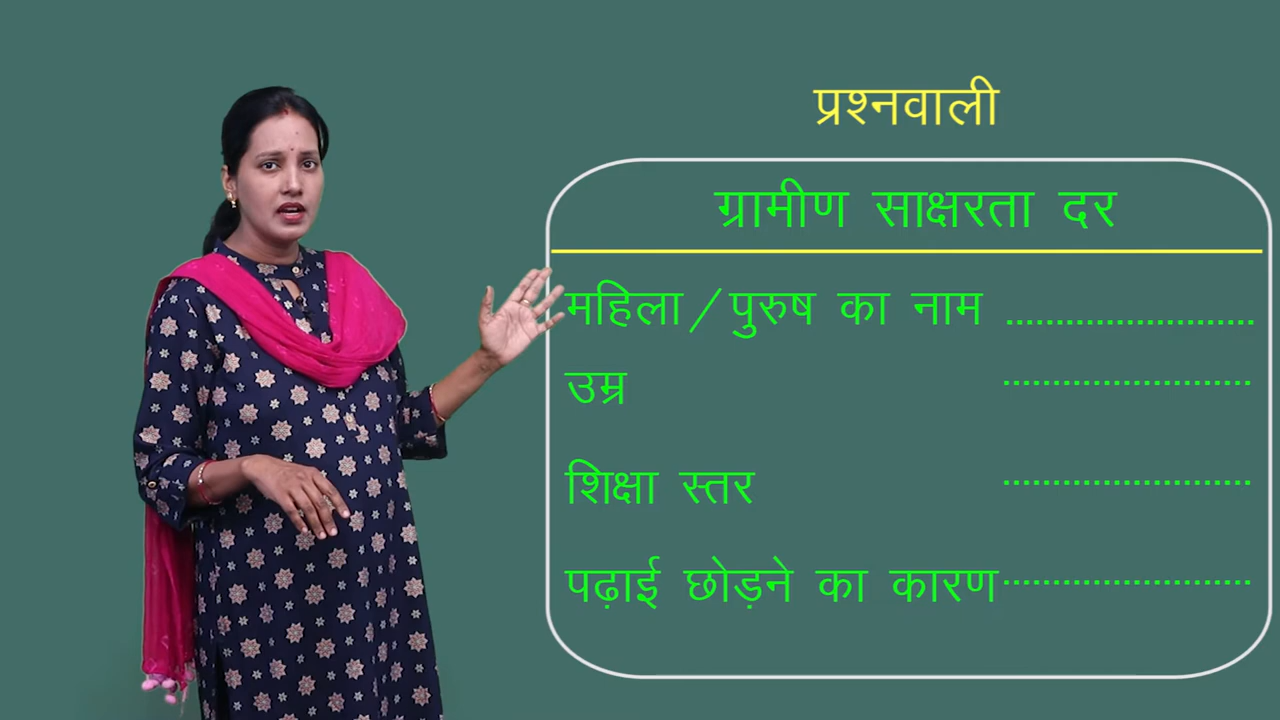 प्रश्नवाली
ग्रामीण साक्षरता दर
महिला/पुरुष का नाम ........................
उम्र ........................
शिक्षा स्तर ........................
पढ़ाई छोड़ने का कारण ........................